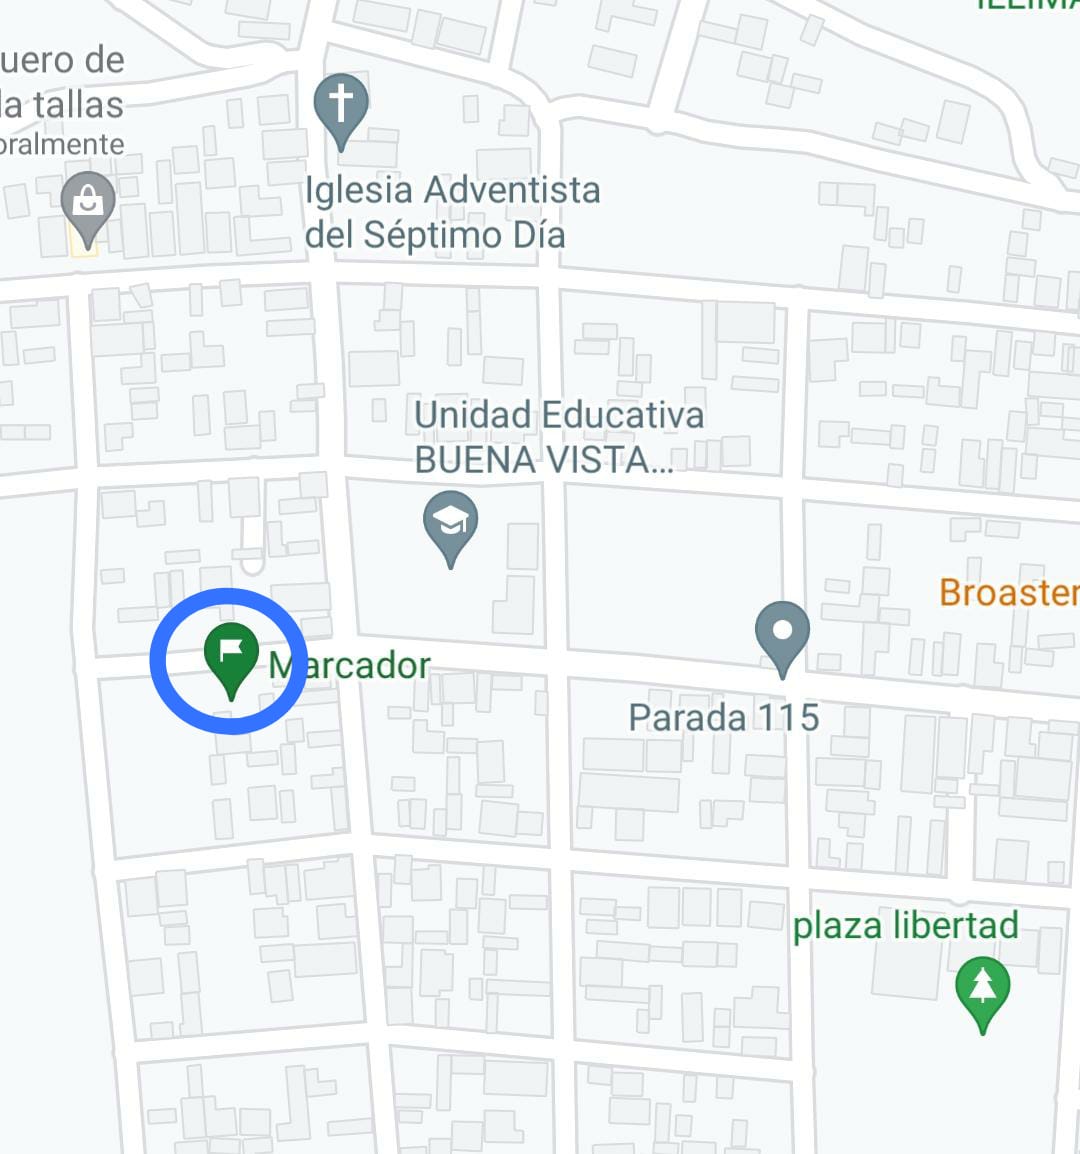 uero de
la tallas
oralmente
Iglesia Adventista
del Séptimo Día
Unidad Educativa
BUENA VISTA...
Broaster
Marcador
Parada 115
plaza libertad